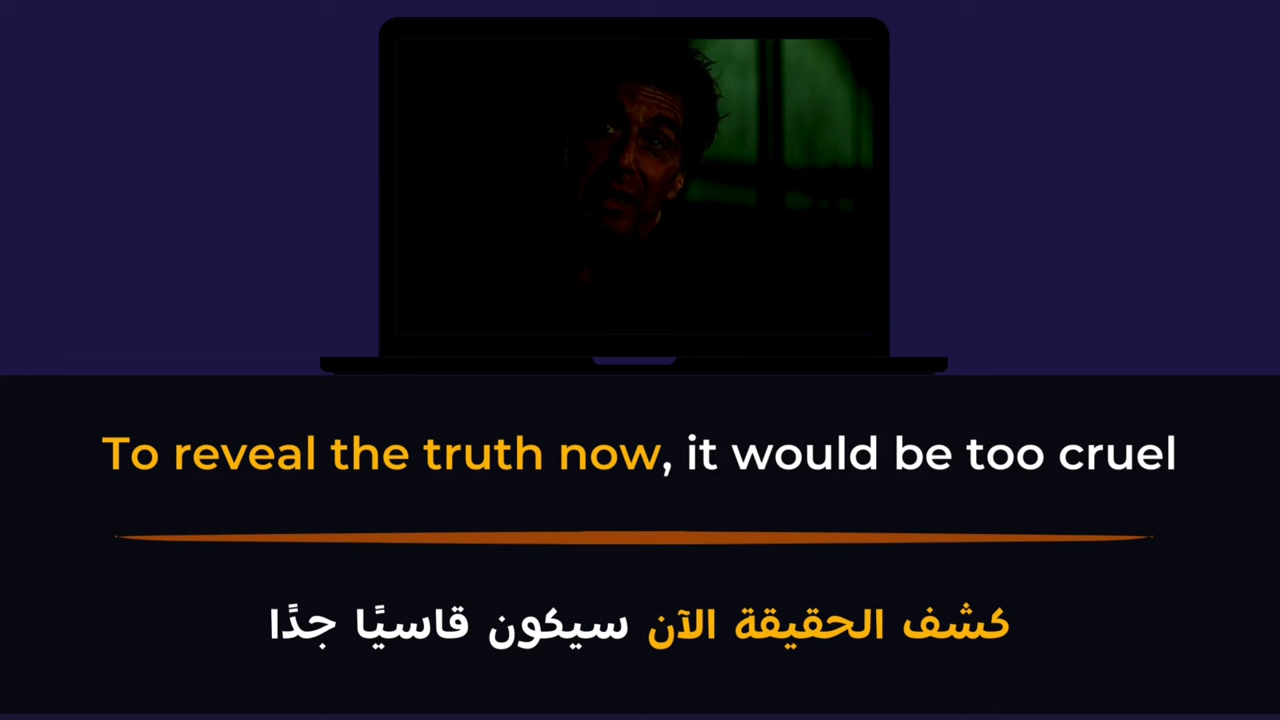 To reveal the truth now, it would be too cruel
كشف الحقيقة الآن سيكون قاسيًا جدًا